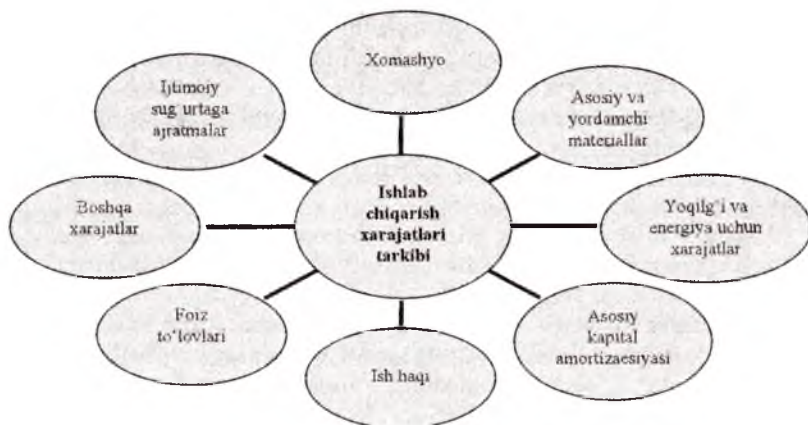 Xomashyo
Ijtimoiy
sug urtaga
ajratmalar
Asosiy va
yordamchi
materiallar
Ishlab
chiqarish
xarajatlari
tarkibi
Boshqa
xarajatlar
Yoqilg'i va
energiya uchun
xarajatlar
Foiz
to'lovlari
Asosiy
kapital
amortizaesiyasi
Ish haqi